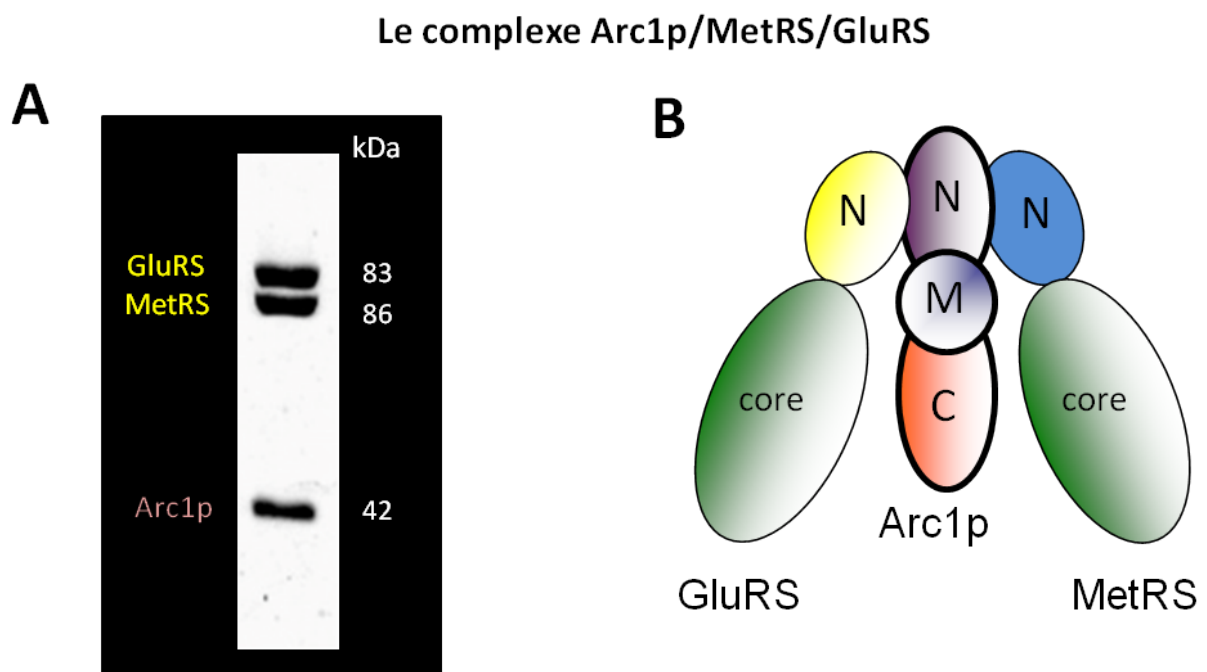 Le complexe Arc1p/MetRS/GluRS
A
kDa
GluRS 83
MetRS 86
Arc1p 42
B
N N N
M
core C core
Arc1p
GluRS MetRS